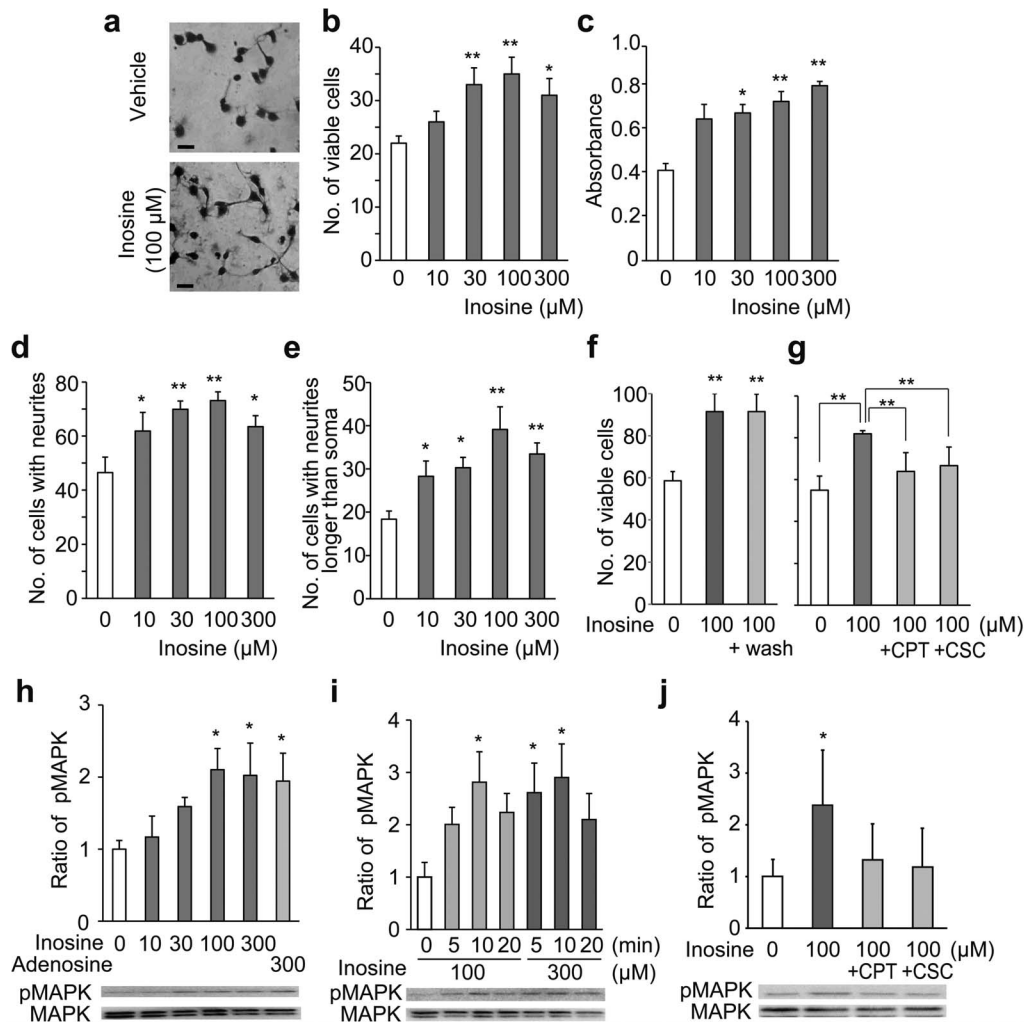 a
Vehicle
Inosine
(100 µM)
b
No. of viable cells
40
30
20
10
0
** ** *
0 10 30 100 300
Inosine (µM)
c
Absorbance
1.0
0.8
0.6
0.4
0.2
0
* ** **
0 10 30 100 300
Inosine (µM)
d
No. of cells with neurites
80
60
40
20
0
* ** ** *
0 10 30 100 300
Inosine (µM)
e
No. of cells with neurites
longer than soma
50
40
30
20
10
0
* * ** **
0 10 30 100 300
Inosine (µM)
f
No. of viable cells
100
80
60
40
20
0
** **
Inosine 0 100 100
+ wash
g
** ** **
0 100 100 100 (µM)
+CPT +CSC
h
Ratio of pMAPK
3
2
1
0
* * *
Inosine 0 10 30 100 300
Adenosine 300
pMAPK
MAPK
i
Ratio of pMAPK
4
3
2
1
0
* * *
0 5 10 20 5 10 20 (min)
Inosine 100 300 (µM)
pMAPK
MAPK
j
Ratio of pMAPK
4
3
2
1
0
*
Inosine 0 100 100 100 (µM)
+CPT +CSC
pMAPK
MAPK